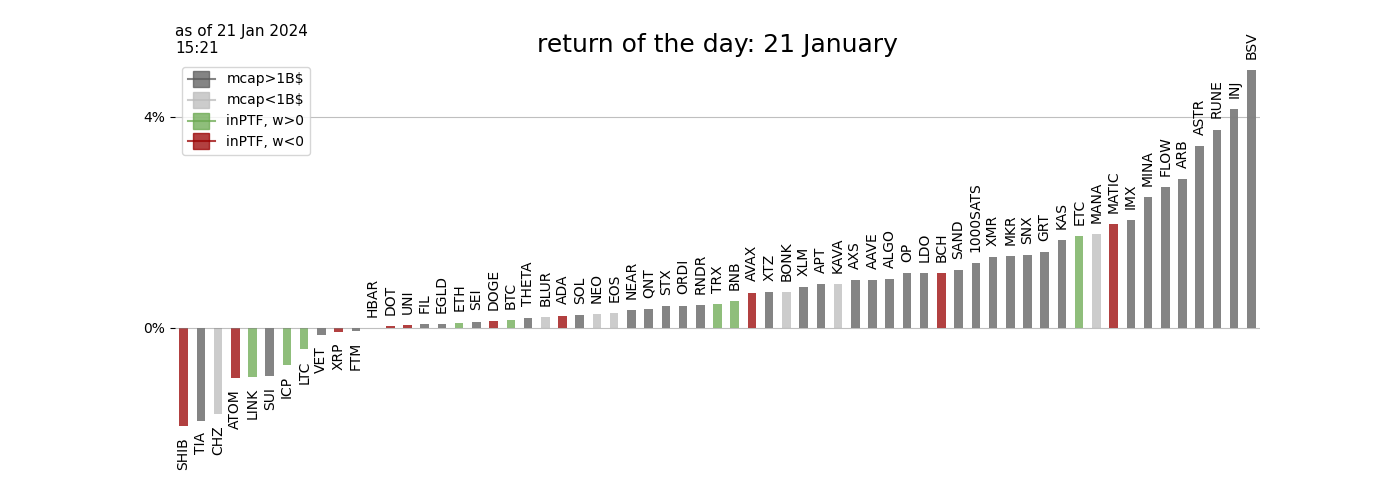 as of 21 Jan 2024
15:21
return of the day: 21 January
mcap>1B$
mcap<1B$
inPTF, w>0
inPTF, w<0
4%
0%
SHIB
TIA
CHZ
ATOM
LINK
SUI
ICP
LTC
VET
XRP
FTM
HBAR
DOT
UNI
FIL
EGLD
ETH
SEI
DOGE
BTC
THETA
BLUR
ADA
SOL
NEO
EOS
NEAR
QNT
STX
ORDI
RNDR
TRX
BNB
AVAX
XTZ
BONK
XLM
APT
KAVA
AXS
AAVE
ALGO
OP
LDO
BCH
SAND
1000SATS
XMR
MKR
SNX
GRT
KAS
ETC
MANA
MATIC
IMX
MINA
FLOW
ARB
ASTR
RUNE
INJ
BSV